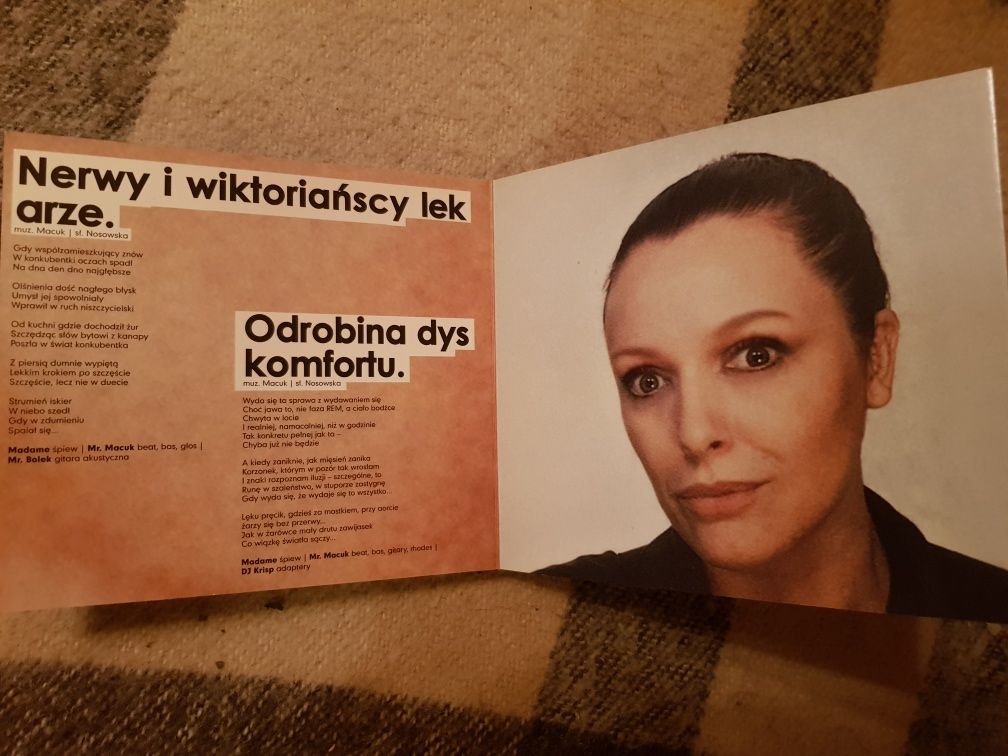 Nerwy i wiktoriańscy lek
arze.
muz. Macuk | sł. Nosowska
Gdy współzamieszkujący znów
W konkubentki oczach spadł
Na dna den dno najgłębsze
Olśnienia dość nagłego błysk
Umysł jej spowolniały
Wprawił w ruch niszczycielski
Od kuchni gdzie dochodził żur
Szczędząc słów bytowi z kanapy
Poszła w świat konkubentka
Z piersią dumnie wypiętą
Lekkim krokiem po szczęście
Szczęście, lecz nie w duecie
Strumień iskier
W niebo szedł
Gdy w zdumieniu
Spalał się...
Madame śpiew | Mr. Macuk beat, bas, głos |
Mr. Bolek gitara akustyczna
Odrobina dys
komfortu.
muz. Macuk | sł. Nosowska
Wyda się ta sprawa z wydawaniem się
Choć jawa to, nie faza REM, a ciało bodźce
Chwyta w locie
I realniej, namacalniej, niż w godzinie
Tak konkretu pełnej jak ta –
Chyba już nie będzie
A kiedy zaniknie, jak mięsień zanika
Korzonek, którym w pozór tak wrosłam
I znaki rozpoznam iluzji – szczególne, to
Runę w szaleństwo, w stuporze zastygnę
Gdy wyda się, że wydaje się to wszystko...
Lęku pręcik, gdzieś za mostkiem, przy aorcie
żarzy się bez przerwy...
Jak w żarówce mały drutu zawijasek
Co wiązkę światła sączy...
Madame śpiew | Mr. Macuk beat, bas, gitary, rhodes |
DJ Krisp adaptery